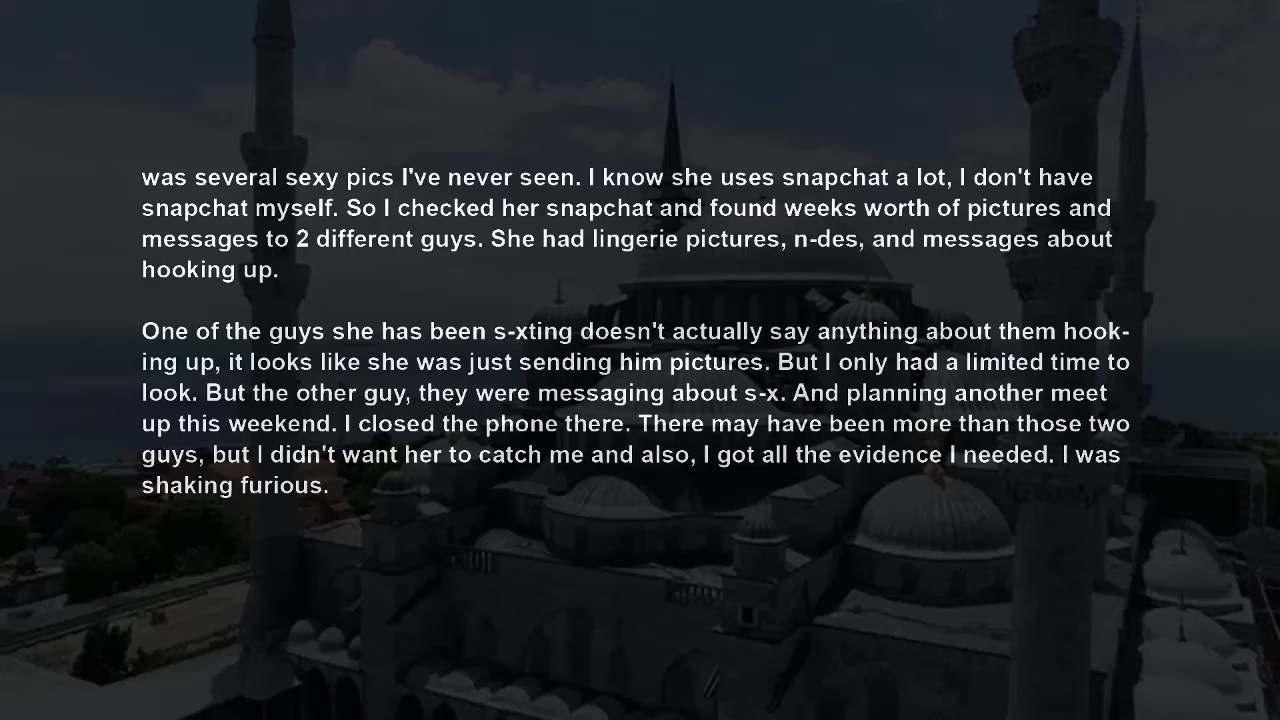 was several sexy pics I've never seen. I know she uses snapchat a lot, I don't have
snapchat myself. So I checked her snapchat and found weeks worth of pictures and
messages to 2 different guys. She had lingerie pictures, n-des, and messages about
hooking up.
One of the guys she has been s-xting doesn't actually say anything about them hook-
ing up, it looks like she was just sending him pictures. But I only had a limited time to
look. But the other guy, they were messaging about s-x. And planning another meet
up this weekend. I closed the phone there. There may have been more than those two
guys, but I didn't want her to catch me and also, I got all the evidence I needed. I was
shaking furious.